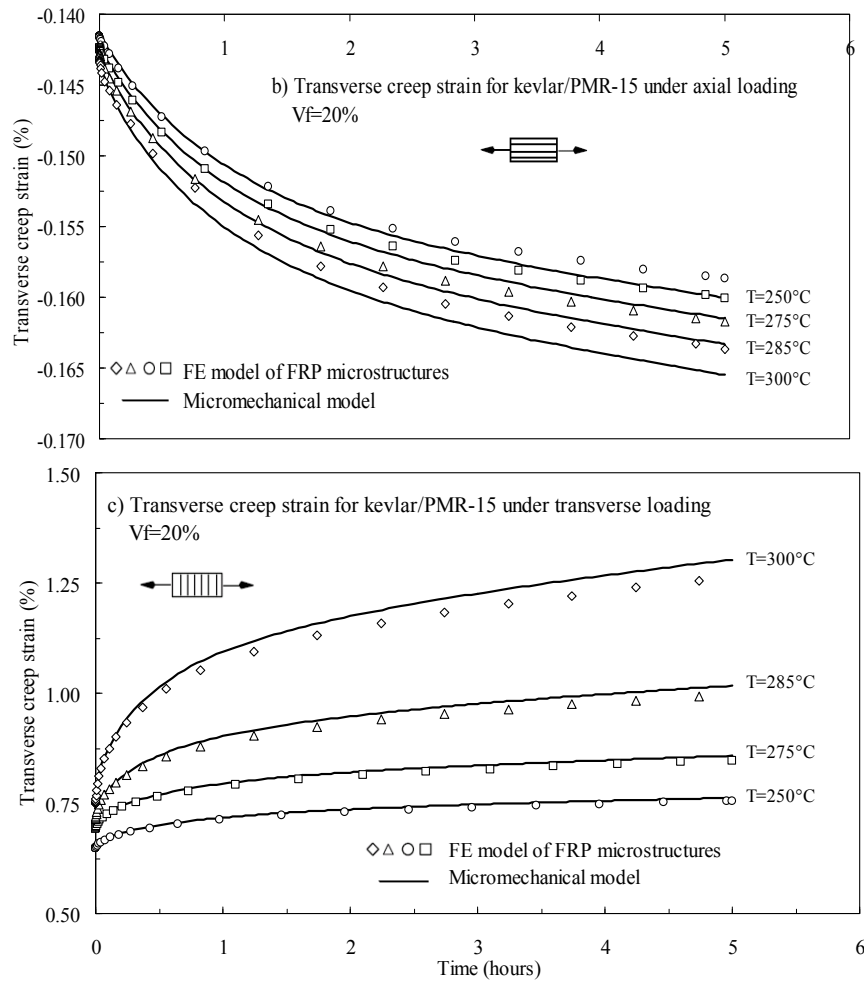 -0.140
0 1 2 3 4 5 6
b) Transverse creep strain for kevlar/PMR-15 under axial loading
Vf=20%
-0.145
-0.150
-0.155
-0.160
-0.165
-0.170
Transverse creep strain (%)
T=250°C
T=275°C
T=285°C
T=300°C
FE model of FRP microstructures
Micromechanical model
1.50
c) Transverse creep strain for kevlar/PMR-15 under transverse loading
Vf=20%
1.25
1.00
0.75
0.50
Transverse creep strain (%)
T=300°C
T=285°C
T=275°C
T=250°C
FE model of FRP microstructures
Micromechanical model
0 1 2 3 4 5 6
Time (hours)